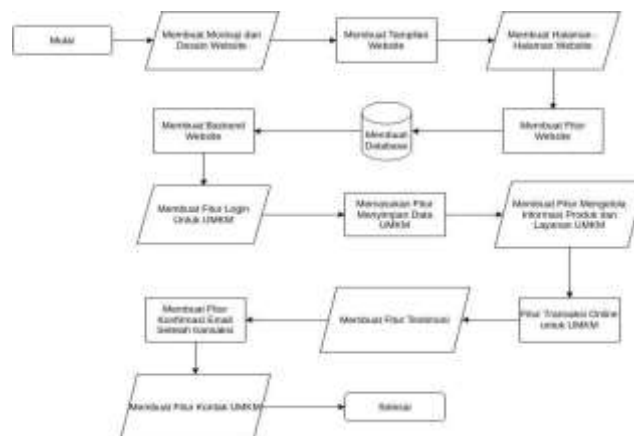 Mulai
Membuat Mockup dan
Desain Website
Membuat Tampilan
Website
Membuat Halaman -
Halaman Website
Membuat Backend
Website
Membuat
Database
Membuat Fitur
Website
Membuat Fitur Login
Untuk UMKM
Memasukan Fitur
Menyimpan Data
UMKM
Membuat Fitur Mengelola
Informasi Produk dan
Layanan UMKM
Membuat Fitur
Konfirmasi Email
Setelah transaksi
Membuat Fitur Testimoni
Fitur Transaksi Online
untuk UMKM
Membuat Fitur Kontak UMKM
Selesai